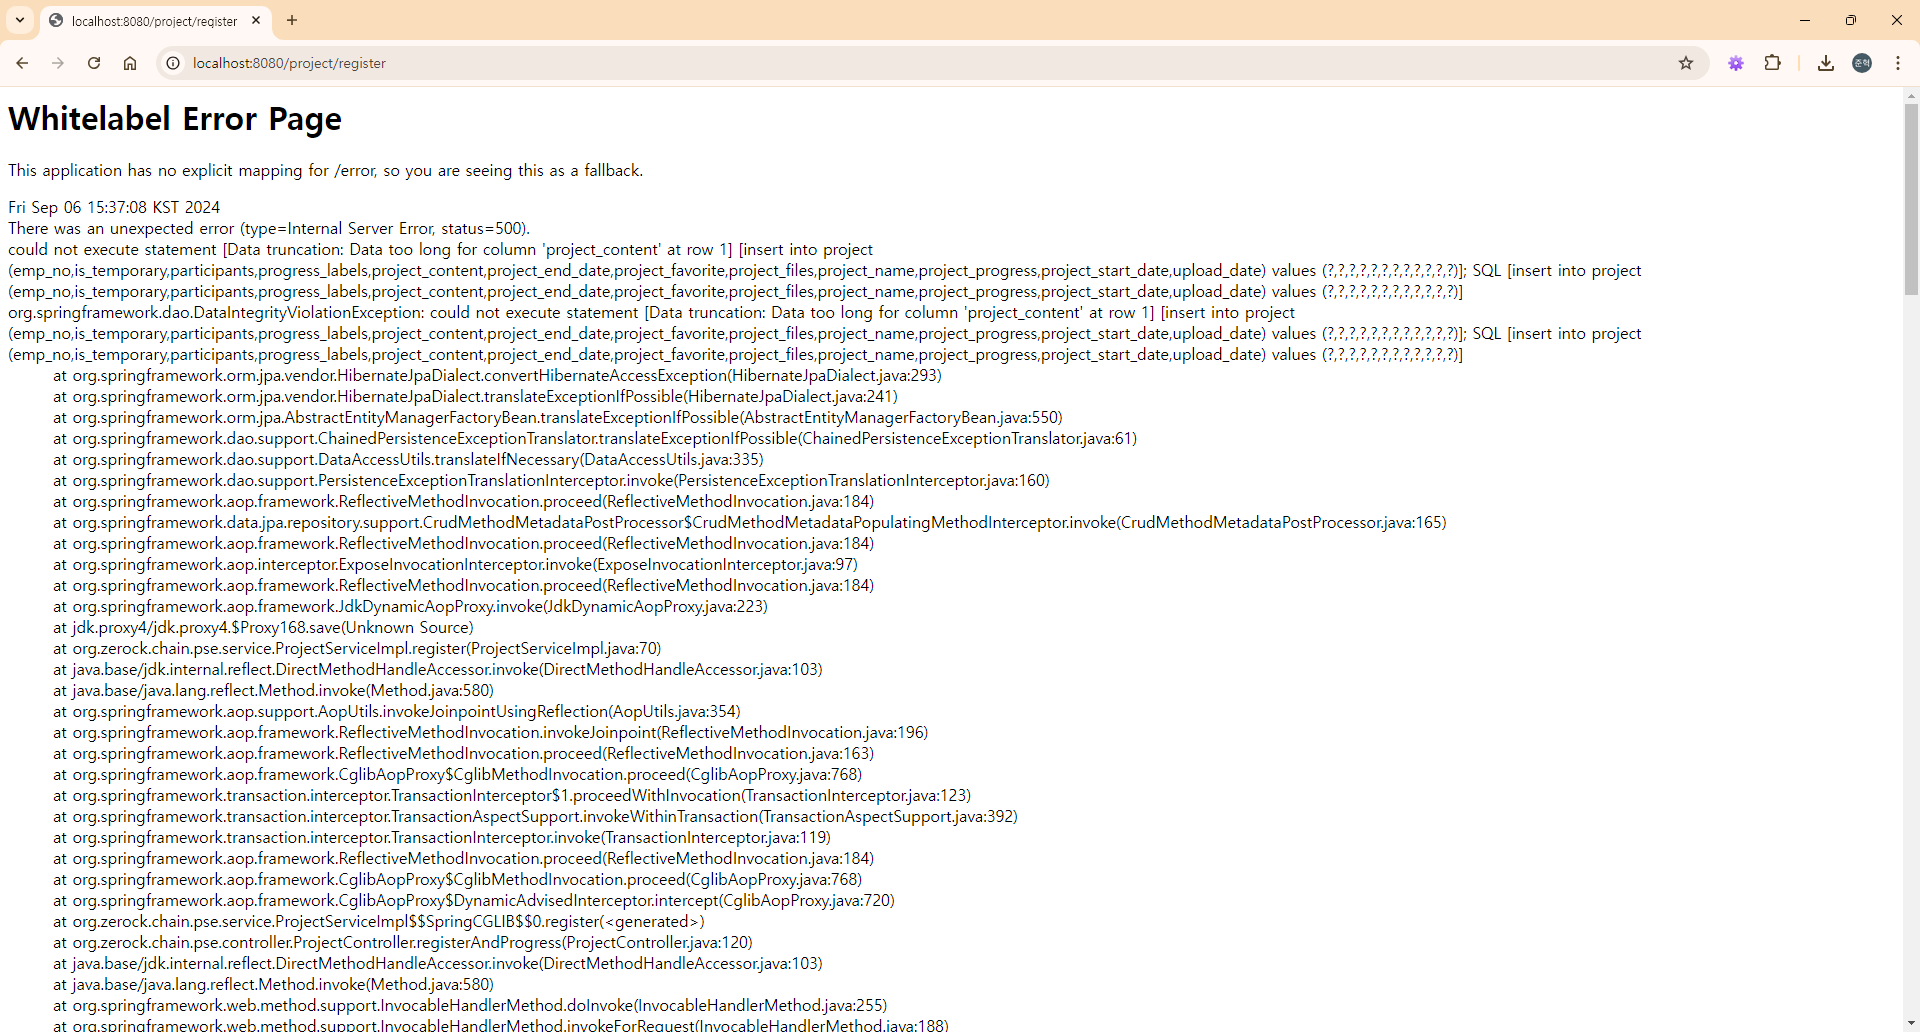 localhost:8080/project/register
localhost:8080/project/register
준혁
Whitelabel Error Page
This application has no explicit mapping for /error, so you are seeing this as a fallback.
Fri Sep 06 15:37:08 KST 2024
There was an unexpected error (type=Internal Server Error, status=500).
could not execute statement [Data truncation: Data too long for column 'project_content' at row 1] [insert into project
(emp_no,is_temporary,participants,progress_labels,project_content,project_end_date,project_favorite,project_files,project_name,project_progress,project_start_date,upload_date) values (?,?,?,?,?,?,?,?,?,?,?,?)]; SQL [insert into project
(emp_no,is_temporary,participants,progress_labels,project_content,project_end_date,project_favorite,project_files,project_name,project_progress,project_start_date,upload_date) values (?,?,?,?,?,?,?,?,?,?,?,?)]
org.springframework.dao.DataIntegrityViolationException: could not execute statement [Data truncation: Data too long for column 'project_content' at row 1] [insert into project
(emp_no,is_temporary,participants,progress_labels,project_content,project_end_date,project_favorite,project_files,project_name,project_progress,project_start_date,upload_date) values (?,?,?,?,?,?,?,?,?,?,?,?)]; SQL [insert into project
(emp_no,is_temporary,participants,progress_labels,project_content,project_end_date,project_favorite,project_files,project_name,project_progress,project_start_date,upload_date) values (?,?,?,?,?,?,?,?,?,?,?,?)]
at org.springframework.orm.jpa.vendor.HibernateJpaDialect.convertHibernateAccessException(HibernateJpaDialect.java:293)
at org.springframework.orm.jpa.vendor.HibernateJpaDialect.translateExceptionIfPossible(HibernateJpaDialect.java:241)
at org.springframework.orm.jpa.AbstractEntityManagerFactoryBean.translateExceptionIfPossible(AbstractEntityManagerFactoryBean.java:550)
at org.springframework.dao.support.ChainedPersistenceExceptionTranslator.translateExceptionIfPossible(ChainedPersistenceExceptionTranslator.java:61)
at org.springframework.dao.support.DataAccessUtils.translateIfNecessary(DataAccessUtils.java:335)
at org.springframework.dao.support.PersistenceExceptionTranslationInterceptor.invoke(PersistenceExceptionTranslationInterceptor.java:160)
at org.springframework.aop.framework.ReflectiveMethodInvocation.proceed(ReflectiveMethodInvocation.java:184)
at org.springframework.data.jpa.repository.support.CrudMethodMetadataPostProcessor$CrudMethodMetadataPopulatingMethodInterceptor.invoke(CrudMethodMetadataPostProcessor.java:165)
at org.springframework.aop.framework.ReflectiveMethodInvocation.proceed(ReflectiveMethodInvocation.java:184)
at org.springframework.aop.interceptor.ExposeInvocationInterceptor.invoke(ExposeInvocationInterceptor.java:97)
at org.springframework.aop.framework.ReflectiveMethodInvocation.proceed(ReflectiveMethodInvocation.java:184)
at org.springframework.aop.framework.JdkDynamicAopProxy.invoke(JdkDynamicAopProxy.java:223)
at jdk.proxy4/jdk.proxy4.$Proxy168.save(Unknown Source)
at org.zerock.chain.pse.service.ProjectServiceImpl.register(ProjectServiceImpl.java:70)
at java.base/jdk.internal.reflect.DirectMethodHandleAccessor.invoke(DirectMethodHandleAccessor.java:103)
at java.base/java.lang.reflect.Method.invoke(Method.java:580)
at org.springframework.aop.support.AopUtils.invokeJoinpointUsingReflection(AopUtils.java:354)
at org.springframework.aop.framework.ReflectiveMethodInvocation.invokeJoinpoint(ReflectiveMethodInvocation.java:196)
at org.springframework.aop.framework.ReflectiveMethodInvocation.proceed(ReflectiveMethodInvocation.java:163)
at org.springframework.aop.framework.CglibAopProxy$CglibMethodInvocation.proceed(CglibAopProxy.java:768)
at org.springframework.transaction.interceptor.TransactionInterceptor$1.proceedWithInvocation(TransactionInterceptor.java:123)
at org.springframework.transaction.interceptor.TransactionAspectSupport.invokeWithinTransaction(TransactionAspectSupport.java:392)
at org.springframework.transaction.interceptor.TransactionInterceptor.invoke(TransactionInterceptor.java:119)
at org.springframework.aop.framework.ReflectiveMethodInvocation.proceed(ReflectiveMethodInvocation.java:184)
at org.springframework.aop.framework.CglibAopProxy$CglibMethodInvocation.proceed(CglibAopProxy.java:768)
at org.springframework.aop.framework.CglibAopProxy$DynamicAdvisedInterceptor.intercept(CglibAopProxy.java:720)
at org.zerock.chain.pse.service.ProjectServiceImpl$$SpringCGLIB$$0.register(<generated>)
at org.zerock.chain.pse.controller.ProjectController.registerAndProgress(ProjectController.java:120)
at java.base/jdk.internal.reflect.DirectMethodHandleAccessor.invoke(DirectMethodHandleAccessor.java:103)
at java.base/java.lang.reflect.Method.invoke(Method.java:580)
at org.springframework.web.method.support.InvocableHandlerMethod.doInvoke(InvocableHandlerMethod.java:255)
at org.springframework.web.method.support.InvocableHandlerMethod.invokeForRequest(InvocableHandlerMethod.java:188)